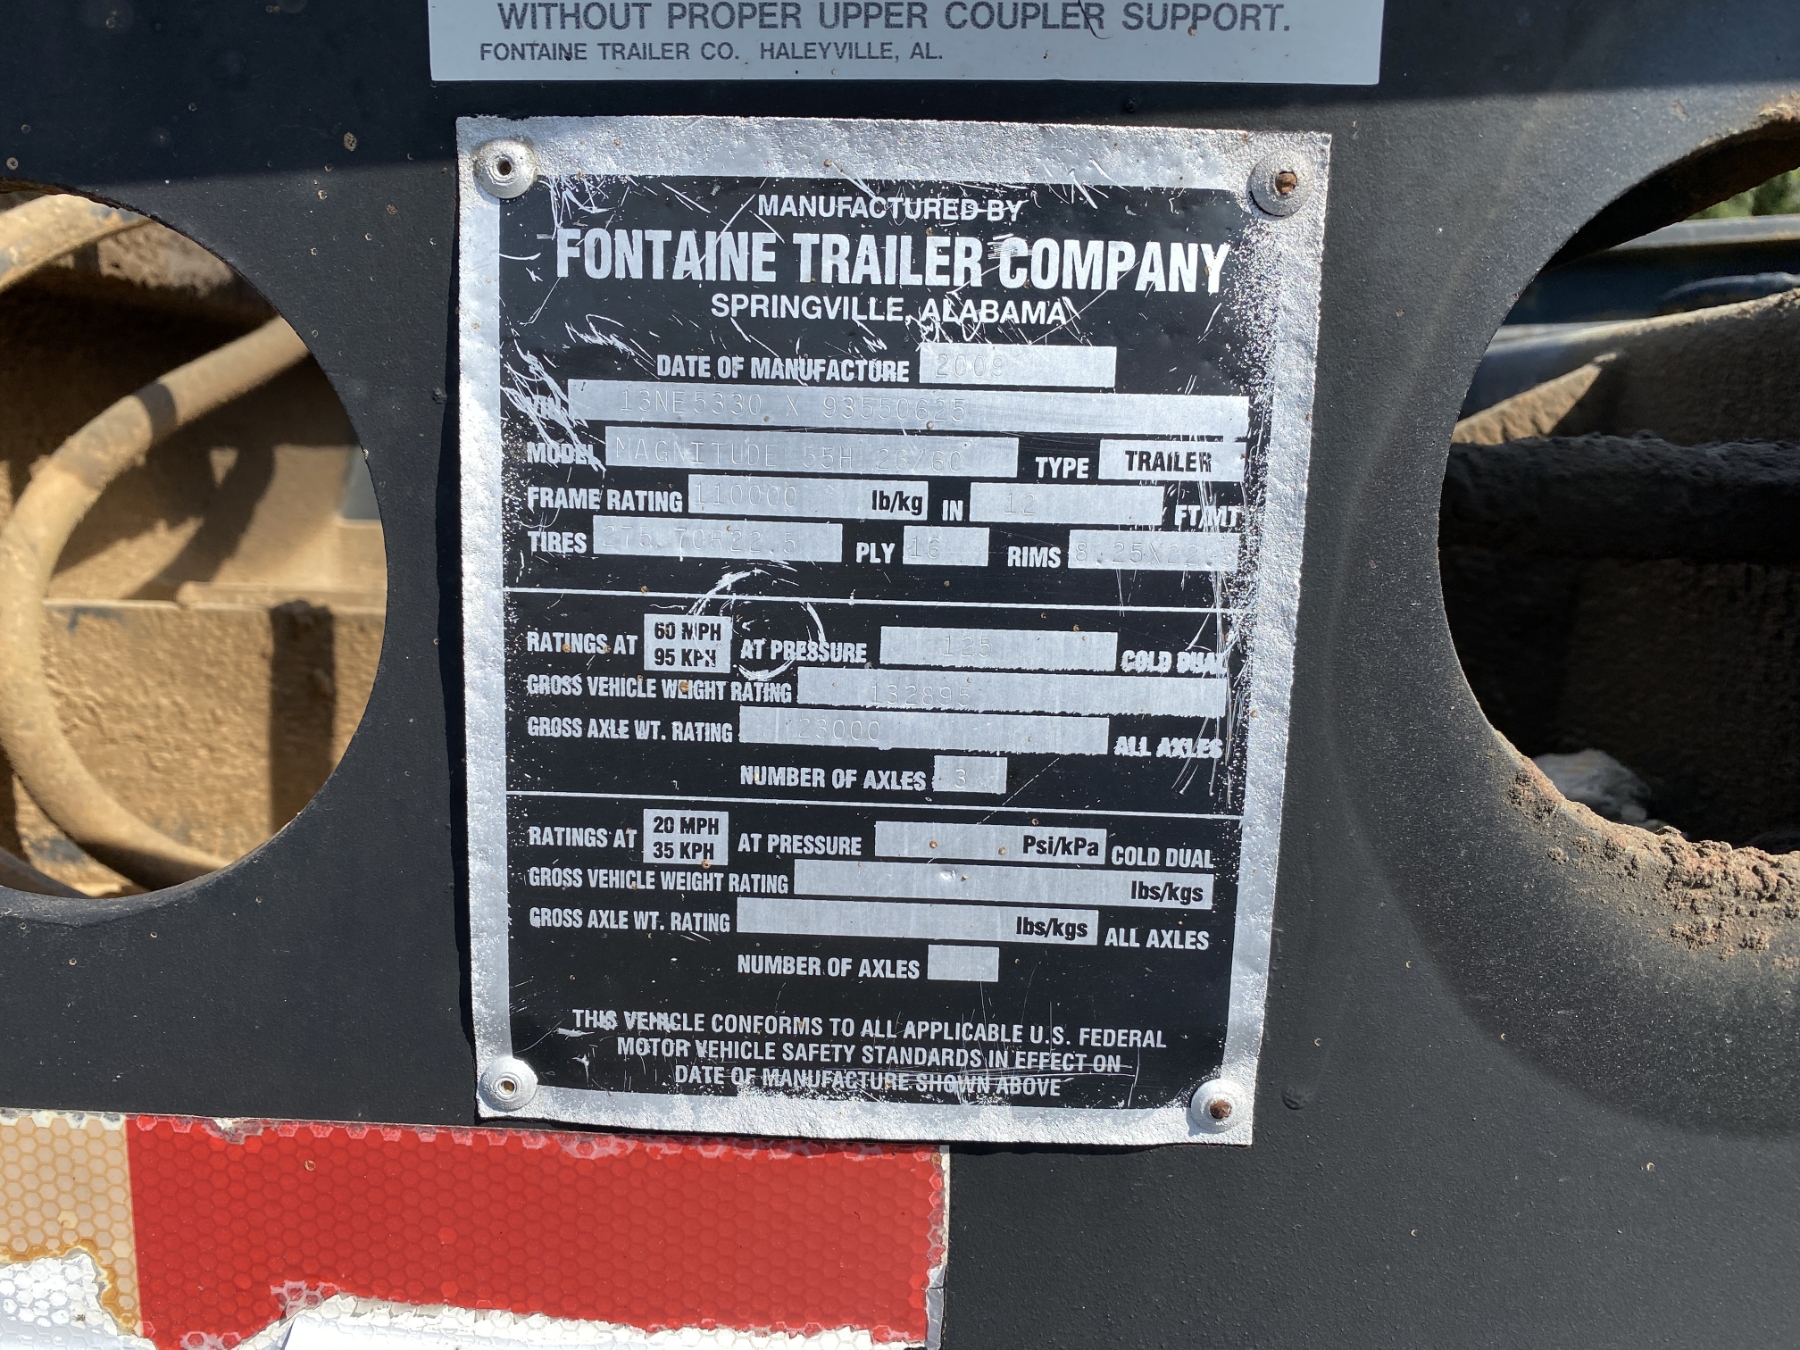 WITHOUT PROPER UPPER COUPLER SUPPORT.
FONTAINE TRAILER CO. HALEYVILLE, AL.
MANUFACTURED BY
FONTAINE TRAILER COMPANY
SPRINGVILLE, ALABAMA
DATE OF MANUFACTURE 2009
13NE5330 X 93550625
MODEL MAGNITUDE 55H TYPE TRAILER
FRAME RATING 110000 lb/kg IN 12 FT/MT
TIRES 275 70R22.5 PLY 16 RIMS 8.25X22.5
RATINGS AT 60 MPH 95 KPH AT PRESSURE 125 COLD DUAL
GROSS VEHICLE WEIGHT RATING 132895
GROSS AXLE WT. RATING 23000 ALL AXLES
NUMBER OF AXLES 3
RATINGS AT 20 MPH 35 KPH AT PRESSURE Psi/kPa COLD DUAL
GROSS VEHICLE WEIGHT RATING lbs/kgs
GROSS AXLE WT. RATING lbs/kgs ALL AXLES
NUMBER OF AXLES
THIS VEHICLE CONFORMS TO ALL APPLICABLE U.S. FEDERAL
MOTOR VEHICLE SAFETY STANDARDS IN EFFECT ON
DATE OF MANUFACTURE SHOWN ABOVE